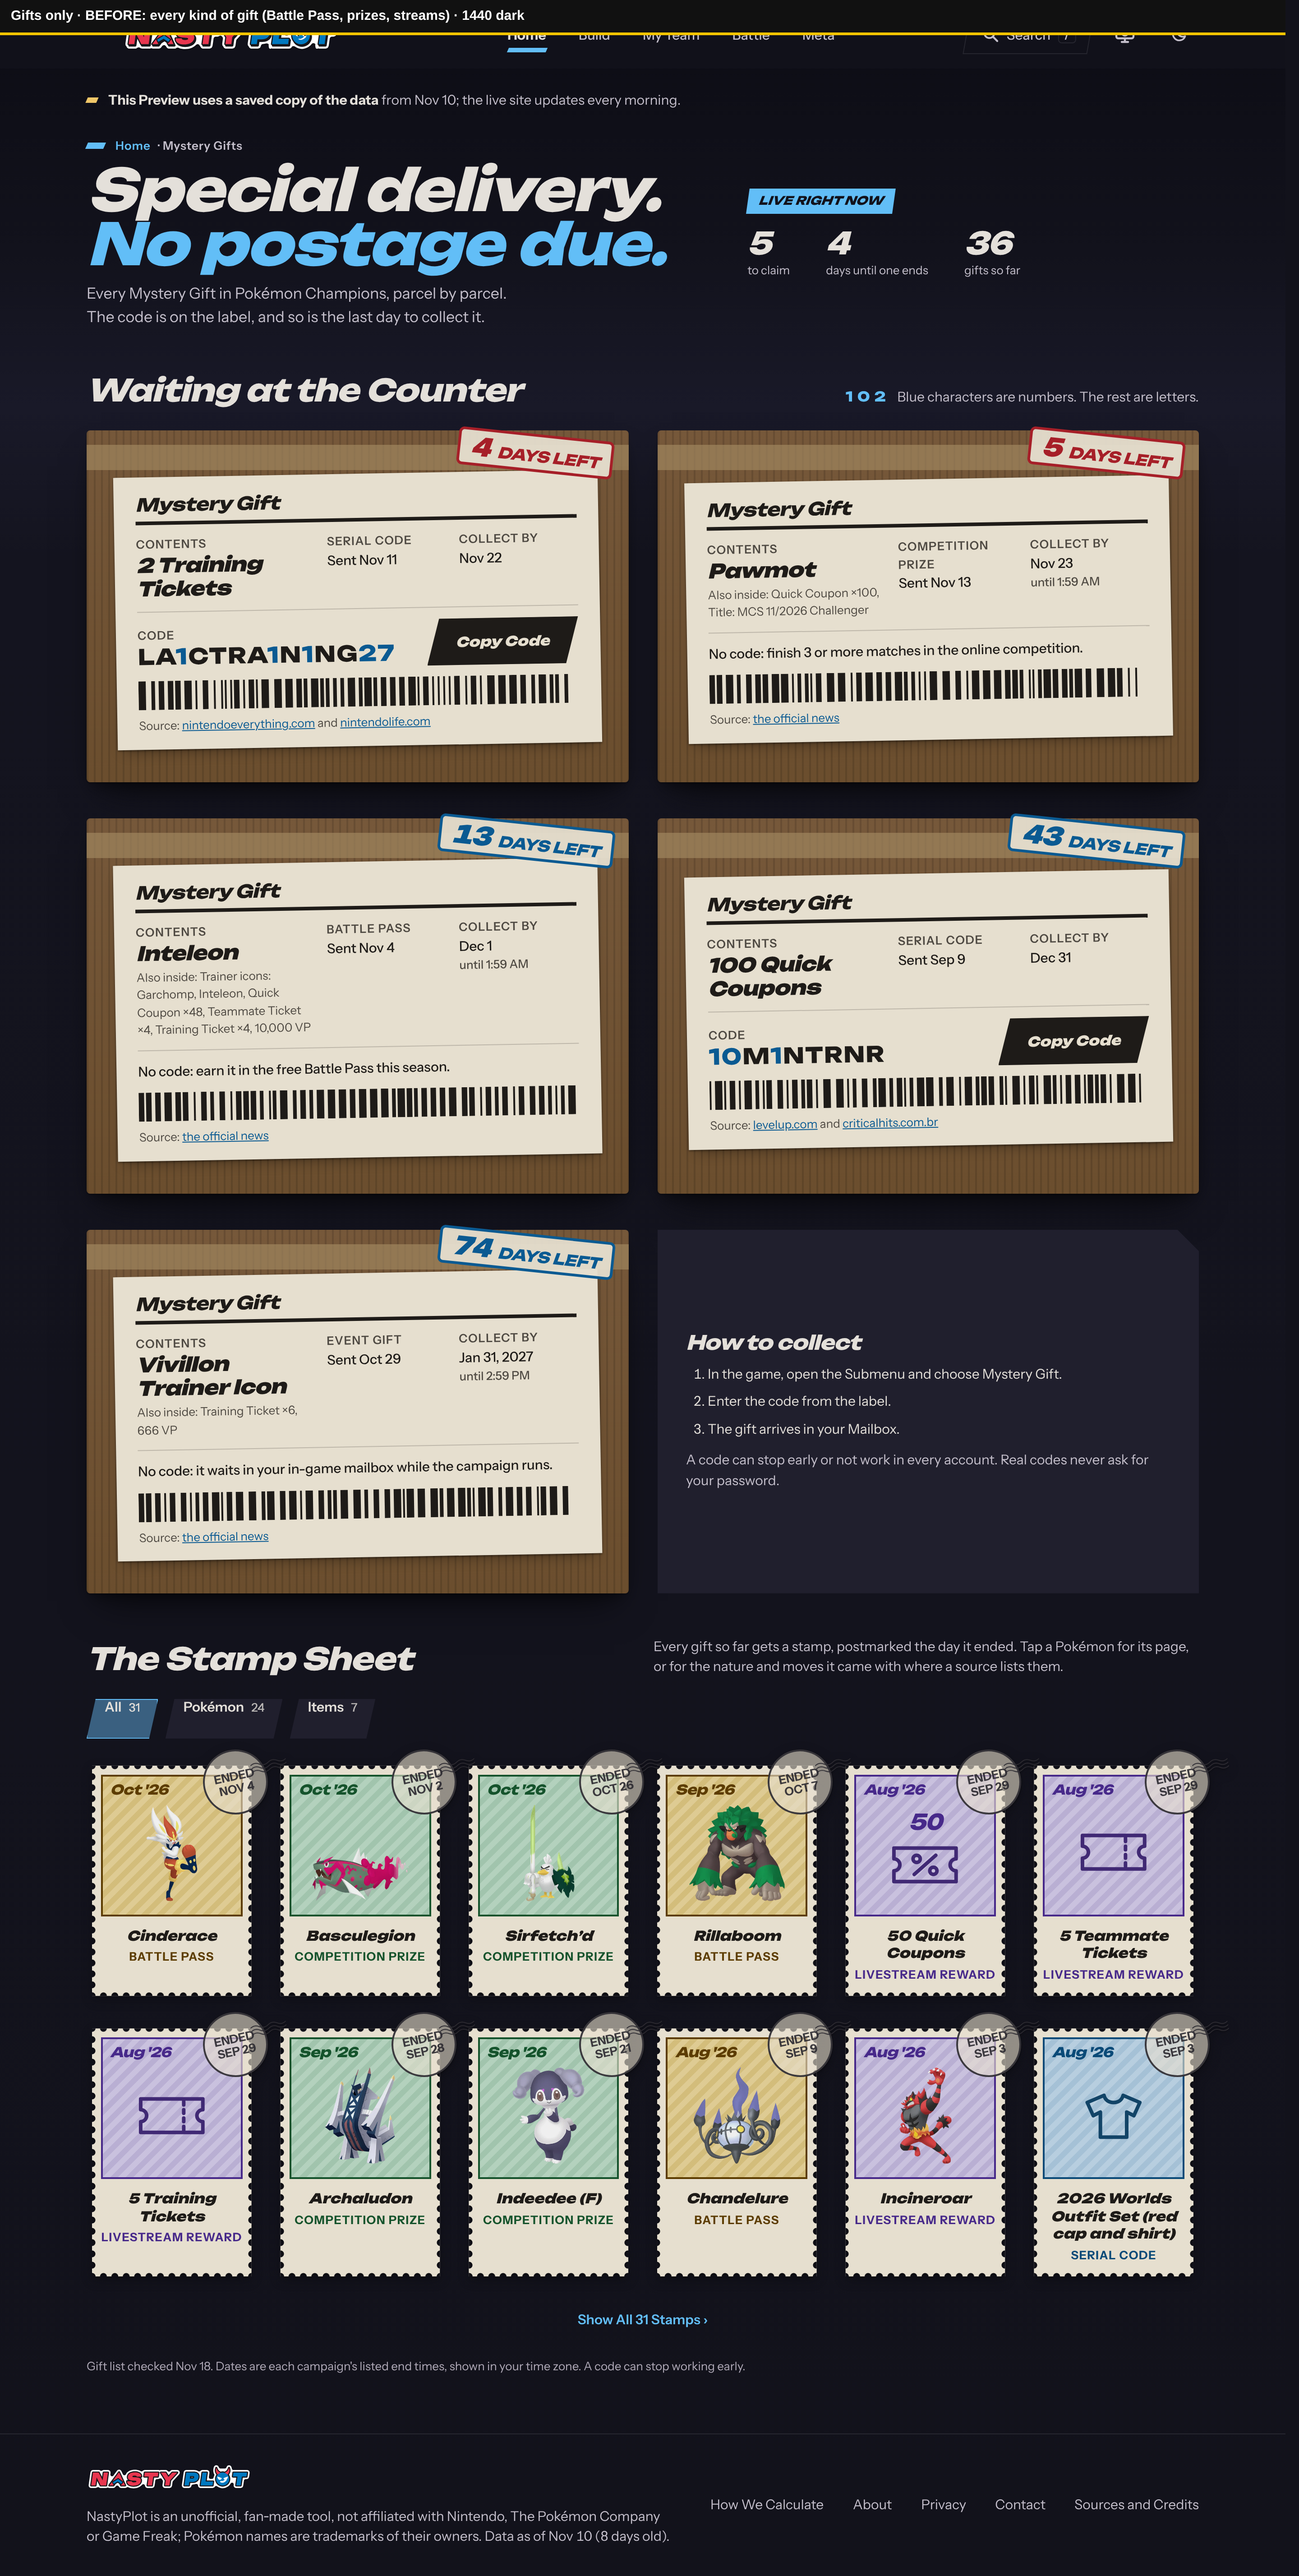 Gifts only · BEFORE: every kind of gift (Battle Pass, prizes, streams) · 1440 dark
NASTY PLOT
Home Build My Team Battle Meta Search /
This Preview uses a saved copy of the data from Nov 10; the live site updates every morning.
Home · Mystery Gifts
Special delivery.
No postage due.
Every Mystery Gift in Pokémon Champions, parcel by parcel.
The code is on the label, and so is the last day to collect it.
LIVE RIGHT NOW
5 4 36
to claim days until one ends gifts so far
Waiting at the Counter
102 Blue characters are numbers. The rest are letters.
4 DAYS LEFT
Mystery Gift
CONTENTS
2 Training
Tickets
SERIAL CODE
Sent Nov 11
COLLECT BY
Nov 22
CODE
LA1CTRA1N1NG27
Copy Code
Source: nintendoeverything.com and nintendolife.com
5 DAYS LEFT
Mystery Gift
CONTENTS
Pawmot
Also inside: Quick Coupon ×100,
Title: MCS 11/2026 Challenger
COMPETITION
PRIZE
Sent Nov 13
COLLECT BY
Nov 23
until 1:59 AM
No code: finish 3 or more matches in the online competition.
Source: the official news
13 DAYS LEFT
Mystery Gift
CONTENTS
Inteleon
Also inside: Trainer icons:
Garchomp, Inteleon, Quick
Coupon ×48, Teammate Ticket
×4, Training Ticket ×4, 10,000 VP
BATTLE PASS
Sent Nov 4
COLLECT BY
Dec 1
until 1:59 AM
No code: earn it in the free Battle Pass this season.
Source: the official news
43 DAYS LEFT
Mystery Gift
CONTENTS
100 Quick
Coupons
SERIAL CODE
Sent Sep 9
COLLECT BY
Dec 31
CODE
10M1NTRNR
Copy Code
Source: levelup.com and criticalhits.com.br
74 DAYS LEFT
Mystery Gift
CONTENTS
Vivillon
Trainer Icon
Also inside: Training Ticket ×6,
666 VP
EVENT GIFT
Sent Oct 29
COLLECT BY
Jan 31, 2027
until 2:59 PM
No code: it waits in your in-game mailbox while the campaign runs.
Source: the official news
How to collect
1. In the game, open the Submenu and choose Mystery Gift.
2. Enter the code from the label.
3. The gift arrives in your Mailbox.
A code can stop early or not work in every account. Real codes never ask for
your password.
The Stamp Sheet
Every gift so far gets a stamp, postmarked the day it ended. Tap a Pokémon for its page,
or for the nature and moves it came with where a source lists them.
All 31 Pokémon 24 Items 7
Oct '26
ENDED
NOV 4
Cinderace
BATTLE PASS
Oct '26
ENDED
NOV 2
Basculegion
COMPETITION PRIZE
Oct '26
ENDED
OCT 26
Sirfetch'd
COMPETITION PRIZE
Sep '26
ENDED
OCT 7
Rillaboom
BATTLE PASS
Aug '26
ENDED
SEP 29
50
50 Quick
Coupons
LIVESTREAM REWARD
Aug '26
ENDED
SEP 29
5 Teammate
Tickets
LIVESTREAM REWARD
Aug '26
ENDED
SEP 29
5 Training
Tickets
LIVESTREAM REWARD
Sep '26
ENDED
SEP 28
Archaludon
COMPETITION PRIZE
Sep '26
ENDED
SEP 21
Indeedee (F)
COMPETITION PRIZE
Aug '26
ENDED
SEP 9
Chandelure
BATTLE PASS
Aug '26
ENDED
SEP 3
Incineroar
LIVESTREAM REWARD
Aug '26
ENDED
SEP 3
2026 Worlds
Outfit Set (red
cap and shirt)
SERIAL CODE
Show All 31 Stamps ›
Gift list checked Nov 18. Dates are each campaign's listed end times, shown in your time zone. A code can stop working early.
NASTY PLOT
NastyPlot is an unofficial, fan-made tool, not affiliated with Nintendo, The Pokémon Company
or Game Freak; Pokémon names are trademarks of their owners. Data as of Nov 10 (8 days old).
How We Calculate About Privacy Contact Sources and Credits